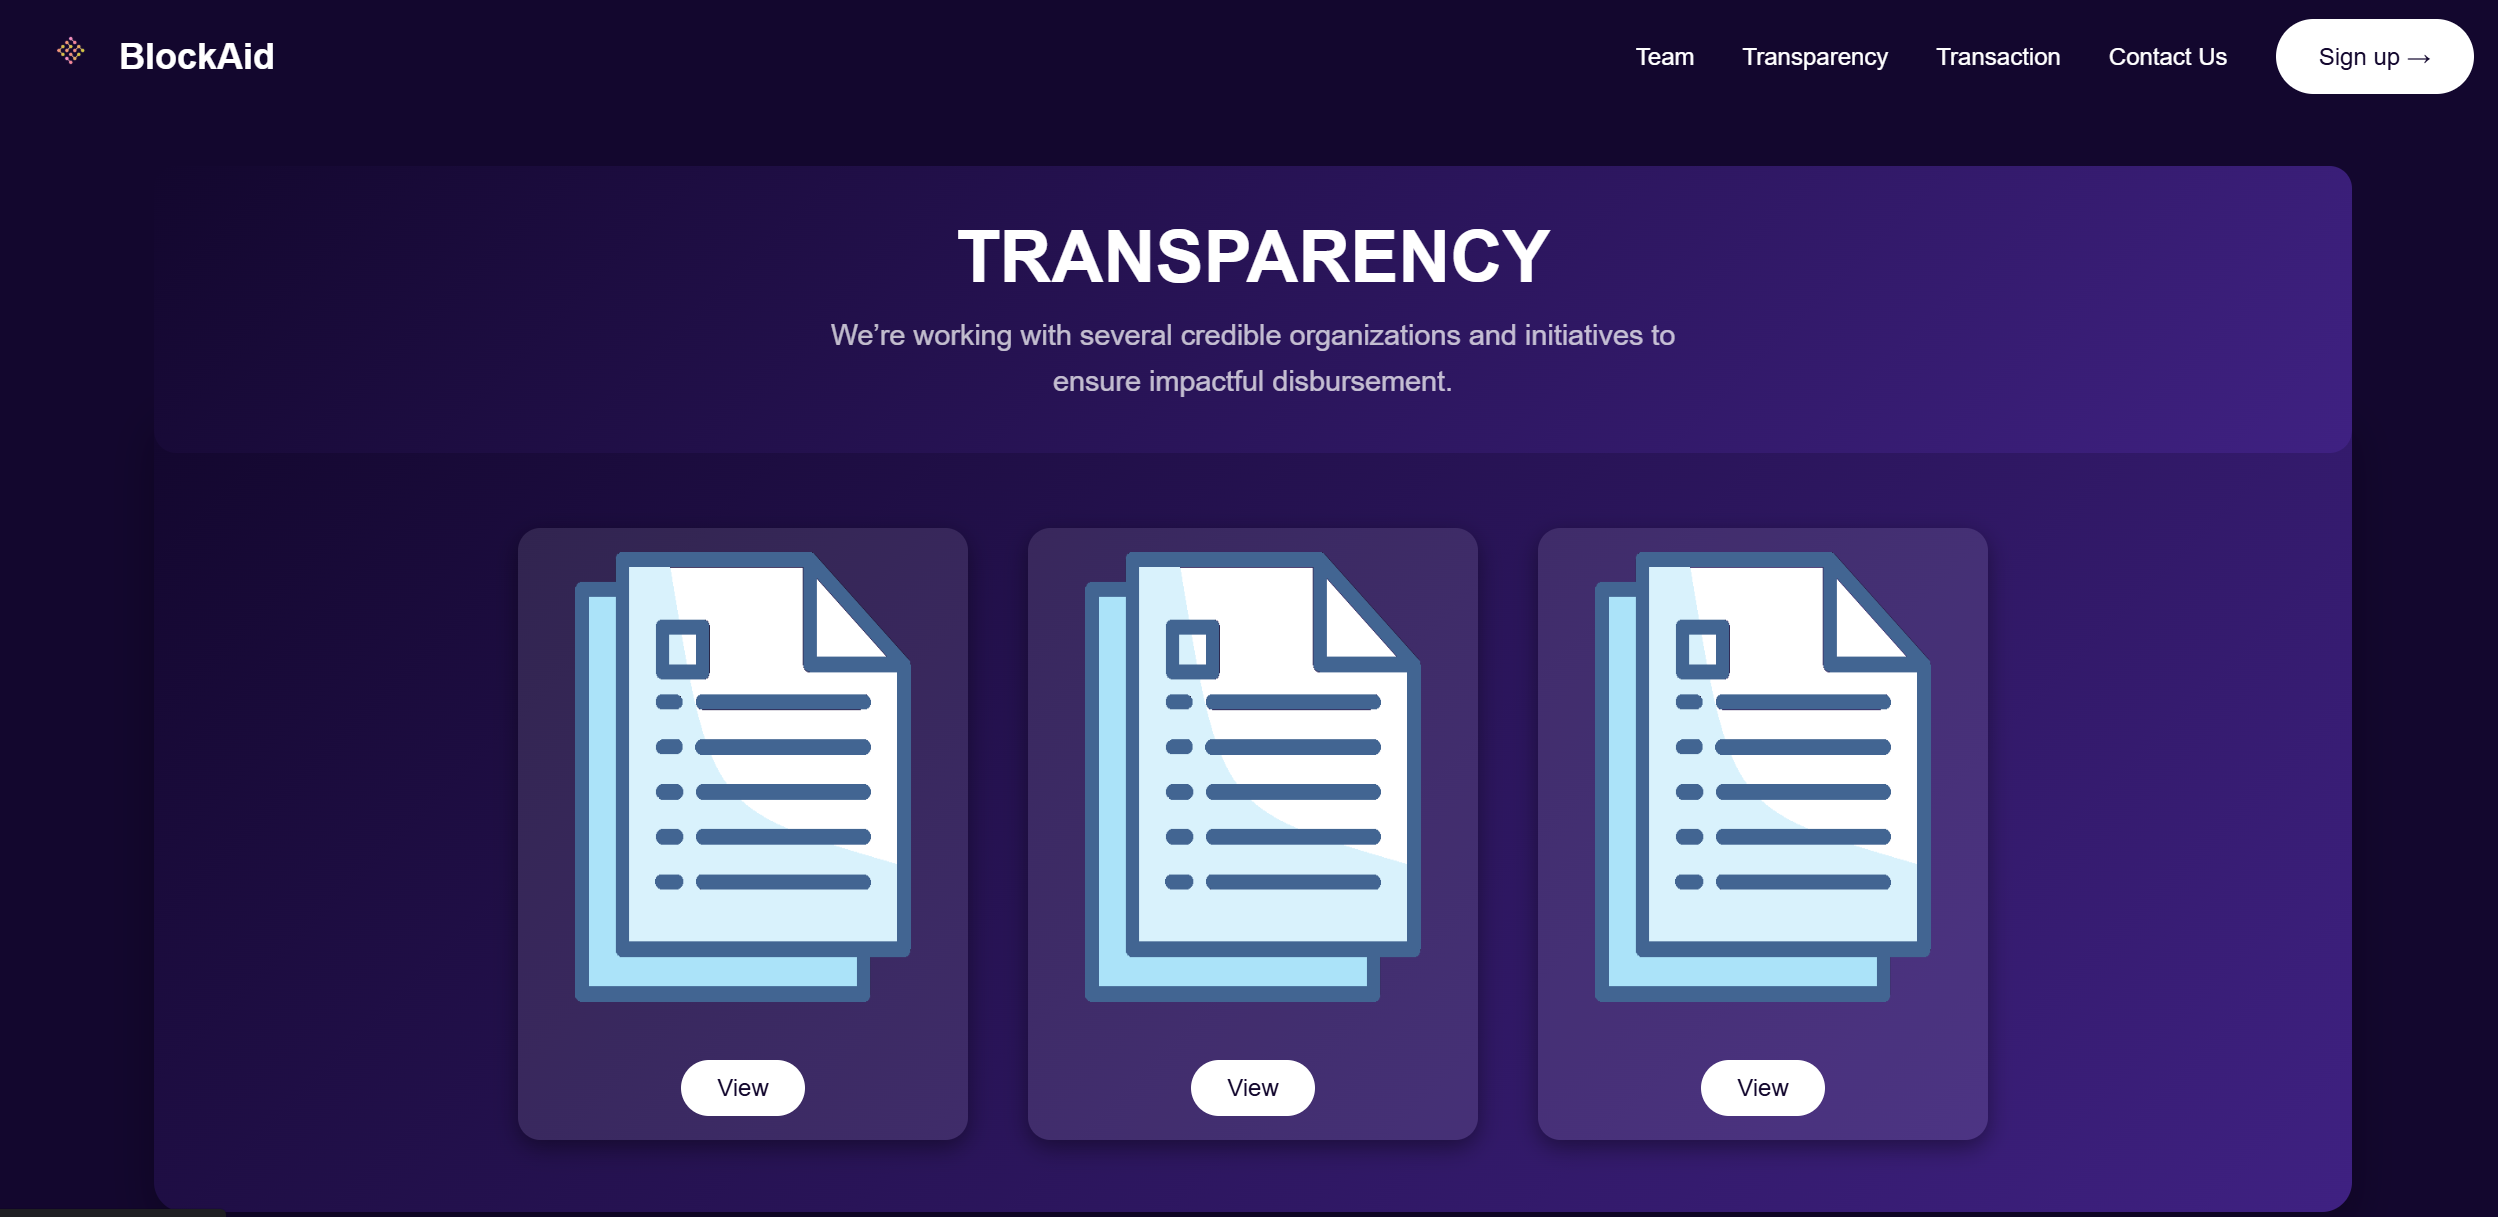 BlockAid
Team
Transparency
Transaction
Contact Us
Sign up →
TRANSPARENCY
We’re working with several credible organizations and initiatives to
ensure impactful disbursement.
View
View
View